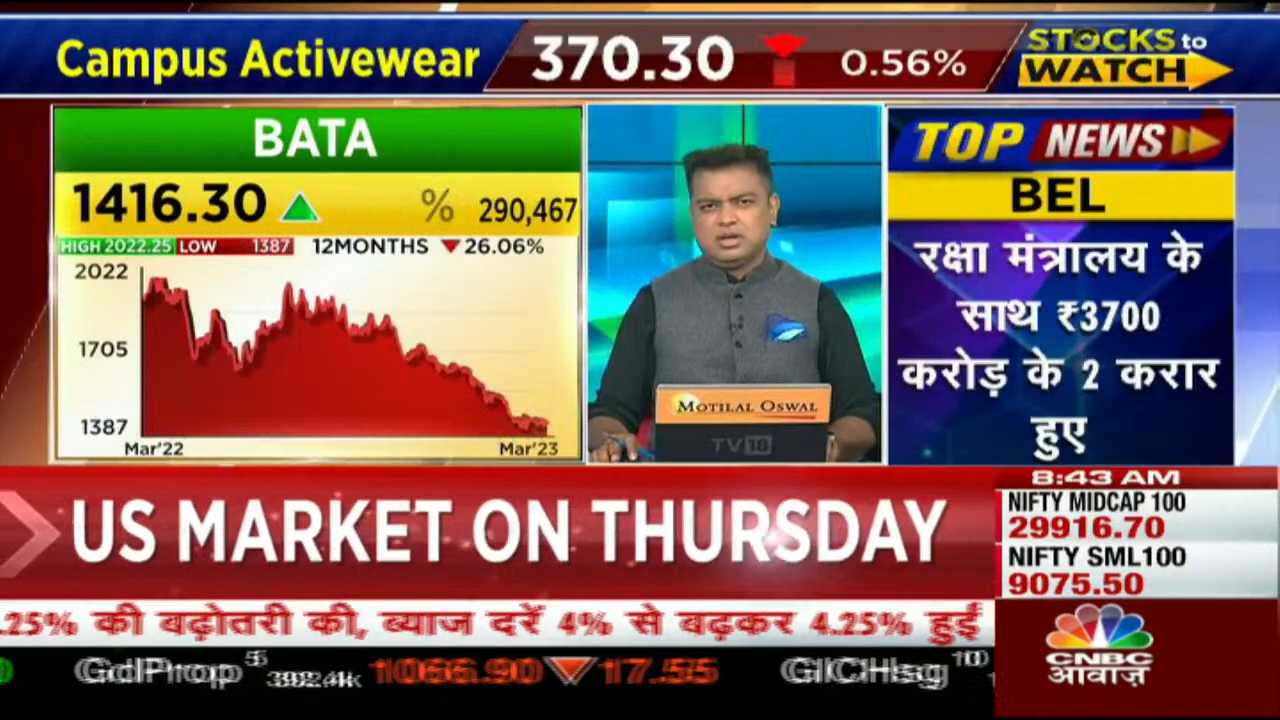 Campus Activewear 370.30 0.56%
STOCKS to
WATCH
BATA
1416.30 % 290,467
HIGH 2022.25 LOW 1387 12MONTHS 26.06%
2022
1705
1387
Mar'22 Mar'23
MOTILAL OSWAL
TV18
TOP NEWS
BEL
रक्षा मंत्रालय के
साथ ₹3700
करोड़ के 2 करार
हुए
US MARKET ON THURSDAY
8:43 AM
NIFTY MIDCAP 100
29916.70
NIFTY SML100
9075.50
.25% की बढ़ोतरी की, ब्याज दरें 4% से बढ़कर 4.25% हुईं
CNBC
आवाज़
GdProp 17.55 GICHsg